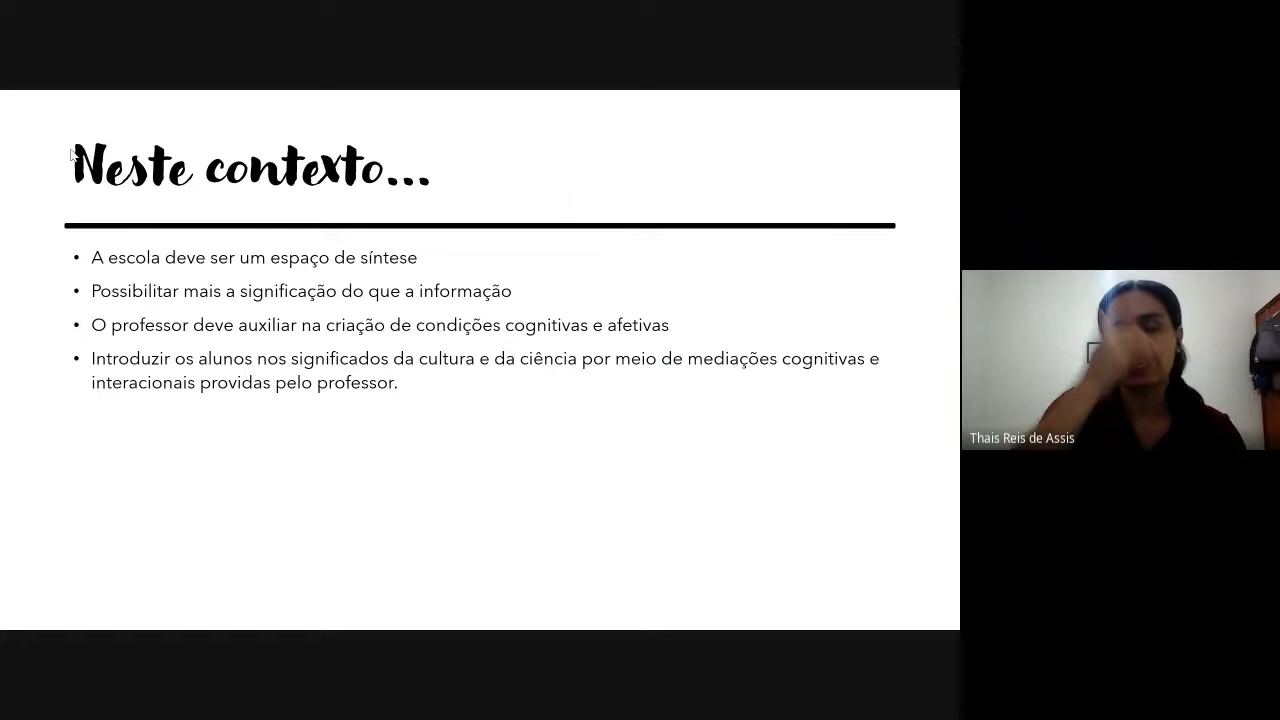 Neste contexto...
• A escola deve ser um espaço de síntese
• Possibilitar mais a significação do que a informação
• O professor deve auxiliar na criação de condições cognitivas e afetivas
• Introduzir os alunos nos significados da cultura e da ciência por meio de mediações cognitivas e
interacionais providas pelo professor.
Thais Reis de Assis